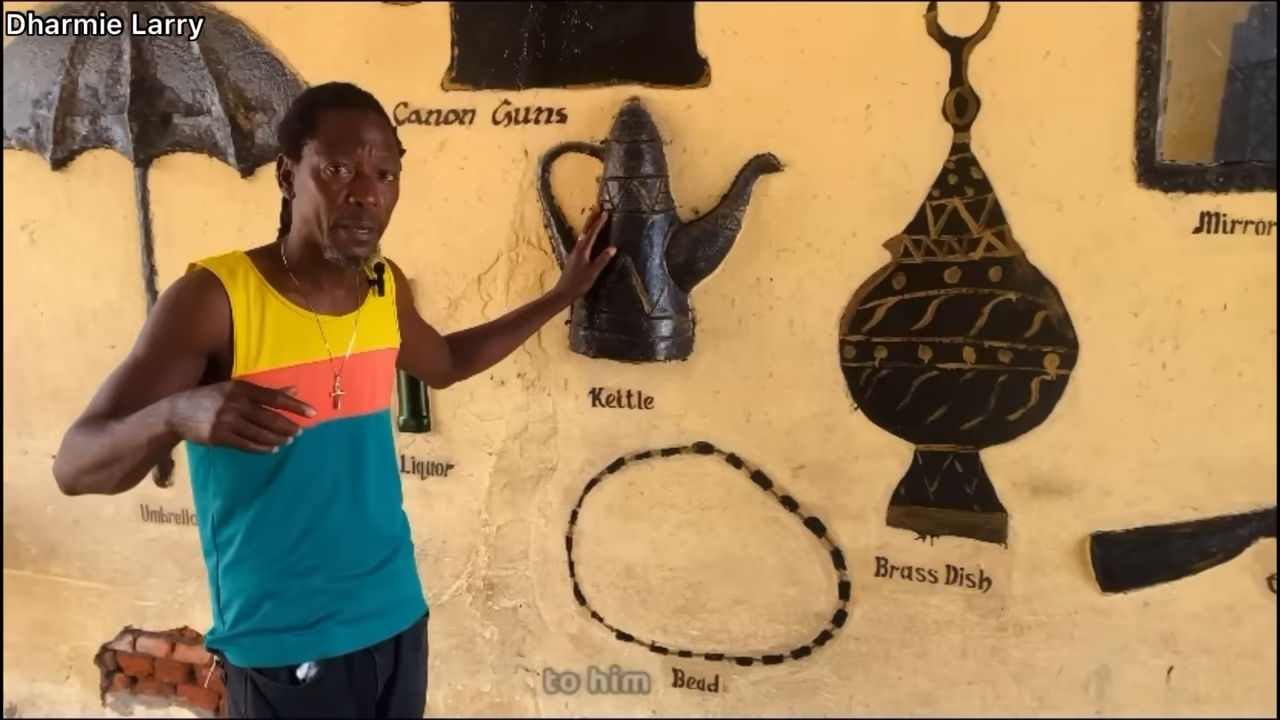 Dharmie Larry
Canon Guns
Mirror
Kettle
Liquor
Umbrella
Brass Dish
to him
Bead